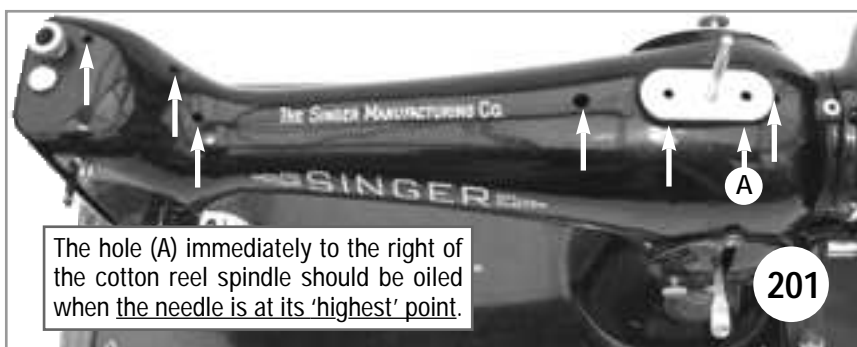 THE SINGER MANUFACTURING CO.
SINGER
A
The hole (A) immediately to the right of
the cotton reel spindle should be oiled
when the needle is at its ‘highest’ point.
201